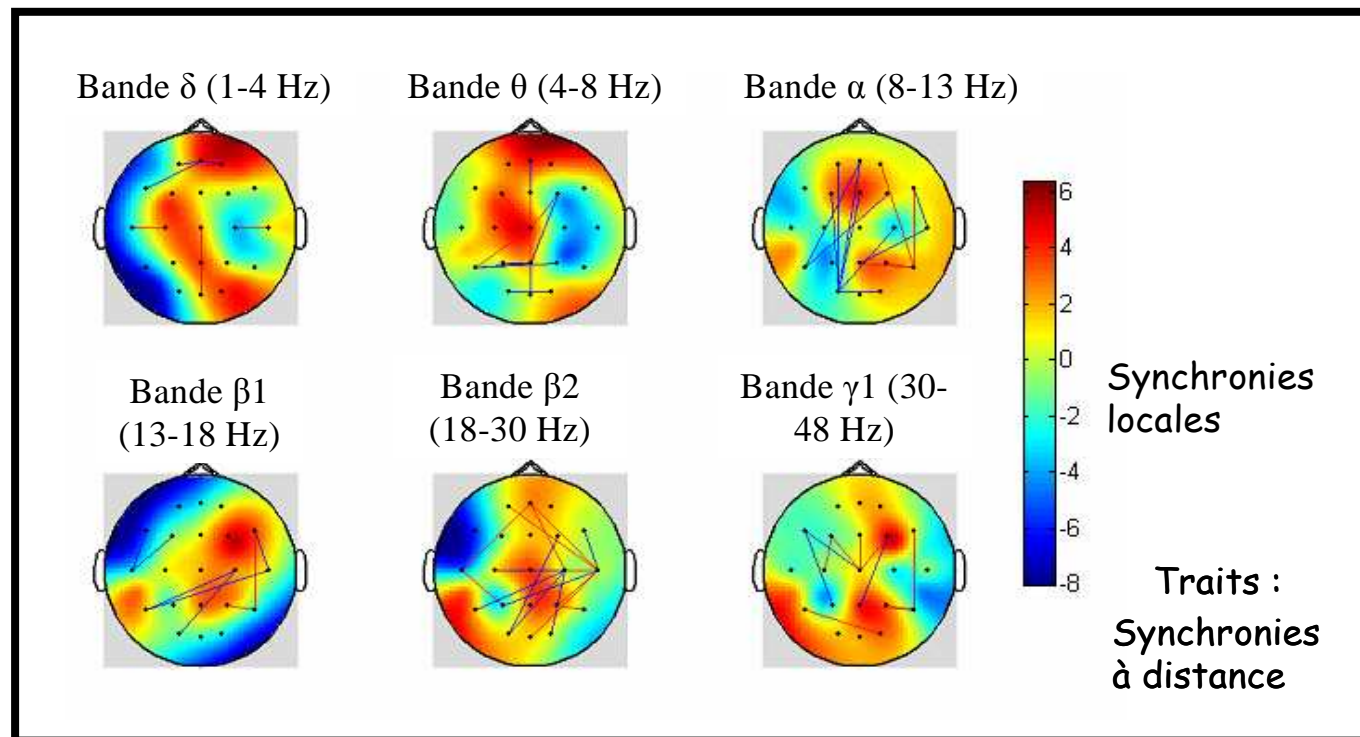 Bande δ (1-4 Hz)
Bande θ (4-8 Hz)
Bande α (8-13 Hz)
6
4
2
0
-2
-4
-6
-8
Synchronies
locales
Bande β1
(13-18 Hz)
Bande β2
(18-30 Hz)
Bande γ1 (30-
48 Hz)
Traits :
Synchronies
à distance